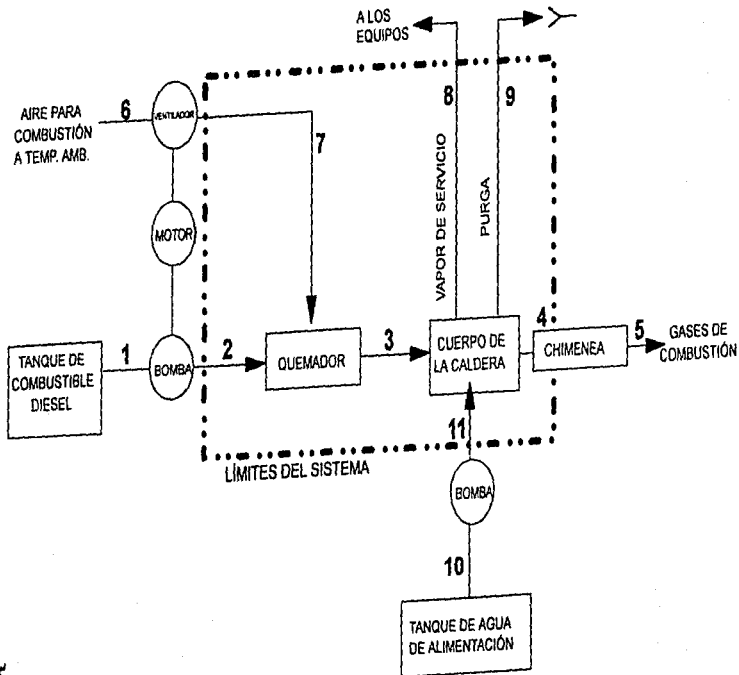 A LOS
EQUIPOS
AIRE PARA
COMBUSTIÓN
A TEMP. AMB.
6
VENTILADOR
7
8
9
VAPOR DE SERVICIO
PURGA
MOTOR
TANQUE DE
COMBUSTIBLE
DIESEL
1
BOMBA
2
QUEMADOR
3
CUERPO DE
LA CALDERA
4
CHIMENEA
5
GASES DE
COMBUSTIÓN
11
LÍMITES DEL SISTEMA
BOMBA
10
TANQUE DE AGUA
DE ALIMENTACIÓN